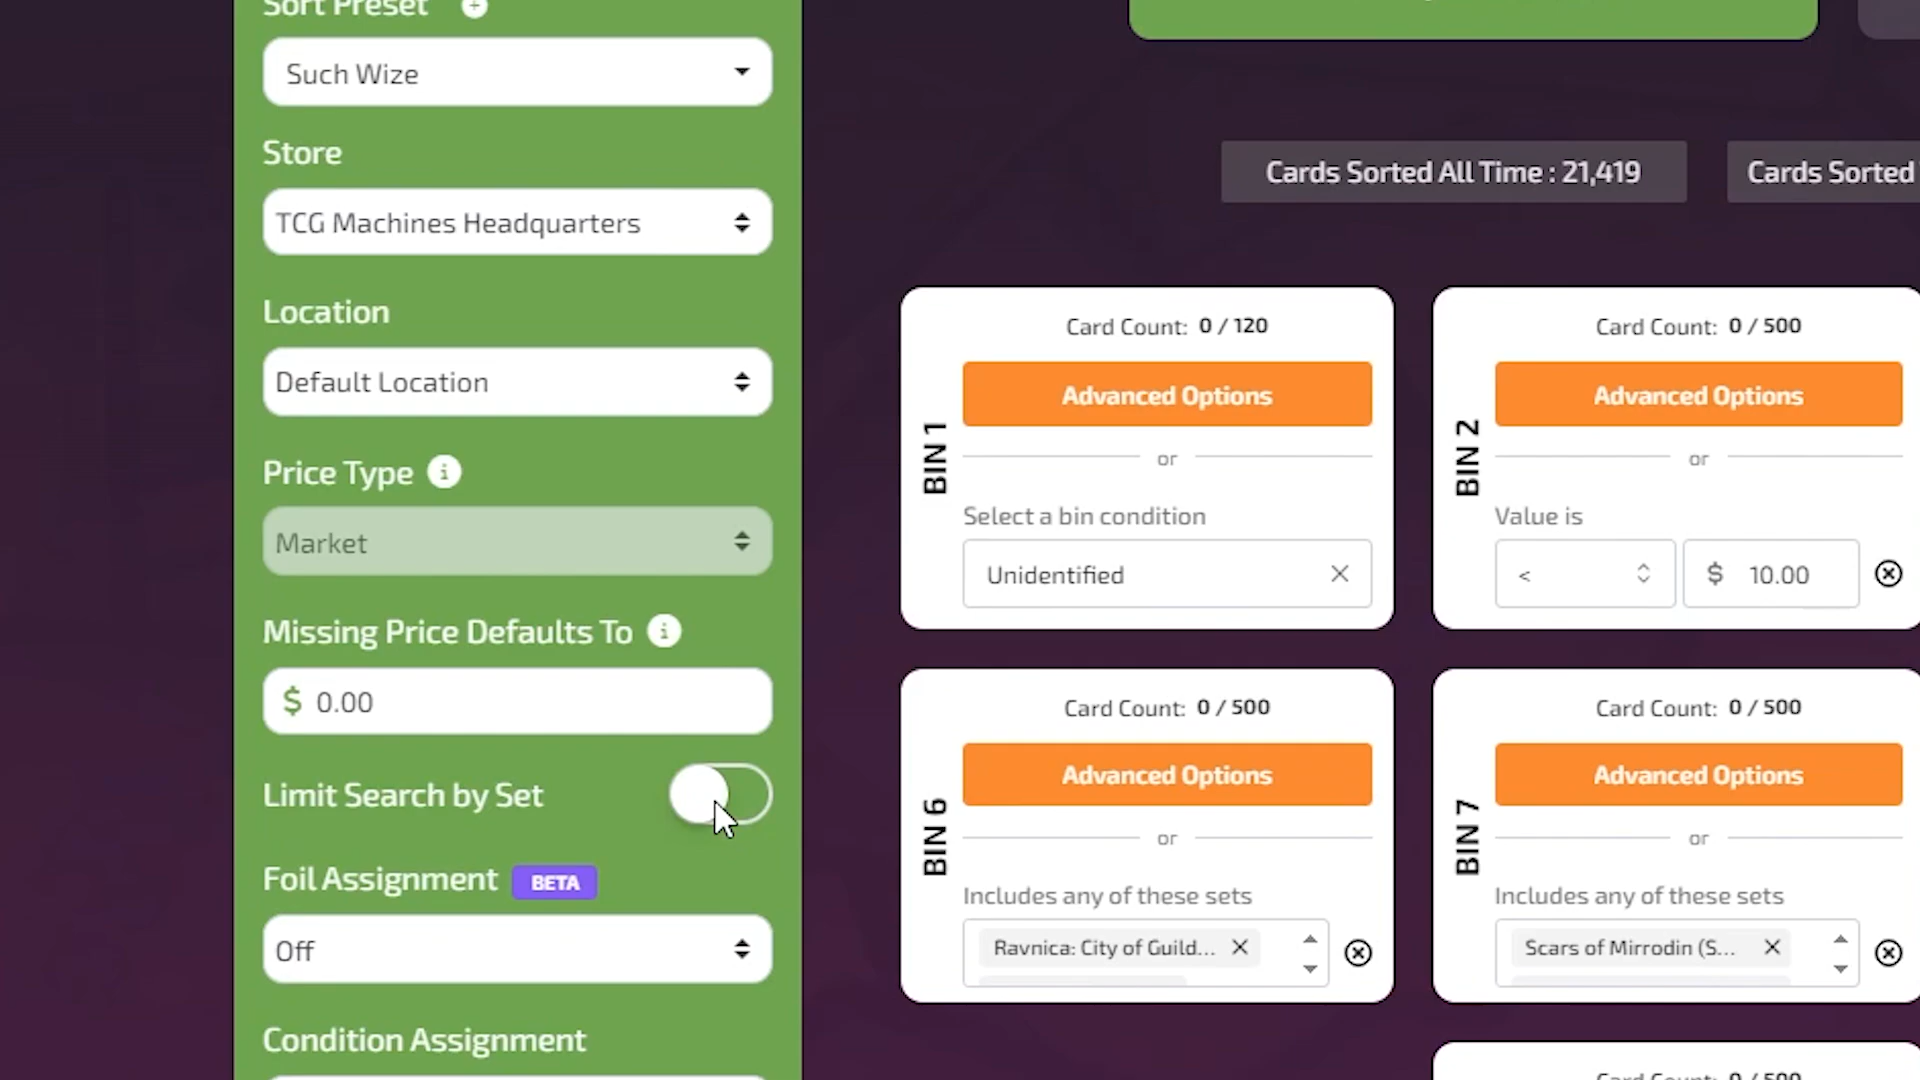 Sort Preset
Such Wize
Store
TCG Machines Headquarters
Location
Default Location
Price Type
Market
Missing Price Defaults To
$ 0.00
Limit Search by Set
Foil Assignment BETA
Off
Condition Assignment
Cards Sorted All Time : 21,419
Cards Sorted
BIN 1
Card Count: 0 / 120
Advanced Options
or
Select a bin condition
Unidentified
BIN 2
Card Count: 0 / 500
Advanced Options
or
Value is
< $ 10.00
BIN 6
Card Count: 0 / 500
Advanced Options
or
Includes any of these sets
Ravnica: City of Guild...
BIN 7
Card Count: 0 / 500
Advanced Options
or
Includes any of these sets
Scars of Mirrodin (S...
Card Count: 0 / 500